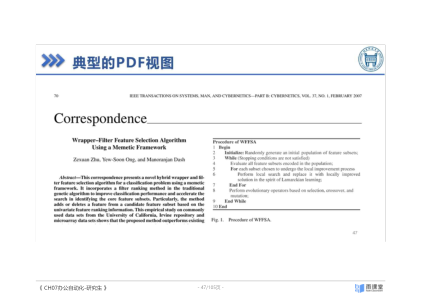 典型的PDF视图
70
IEEE TRANSACTIONS ON SYSTEMS, MAN, AND CYBERNETICS—PART B: CYBERNETICS, VOL. 37, NO. 1, FEBRUARY 2007
Correspondence
Wrapper–Filter Feature Selection Algorithm
Using a Memetic Framework
Zexuan Zhu, Yew-Soon Ong, and Manoranjan Dash
Abstract—This correspondence presents a novel hybrid wrapper and fil-
ter feature selection algorithm for a classification problem using a memetic
framework. It incorporates a filter ranking method in the traditional
genetic algorithm to improve classification performance and accelerate the
search in identifying the core feature subsets. Particularly, the method
adds or deletes a feature from a candidate feature subset based on the
univariate feature ranking information. This empirical study on commonly
used data sets from the University of California, Irvine repository and
microarray data sets shows that the proposed method outperforms existing
Procedure of WFFSA
1 Begin
2 Initialize: Randomly generate an initial population of feature subsets;
3 While (Stopping conditions are not satisfied)
4 Evaluate all feature subsets encoded in the population;
5 For each subset chosen to undergo the local improvement process
6 Perform local search and replace it with locally improved
solution in the spirit of Lamarckian learning;
7 End For
8 Perform evolutionary operators based on selection, crossover, and
mutation;
9 End While
10 End
Fig. 1. Procedure of WFFSA.
47
《 CH07办公自动化-研究生 》
雨课堂